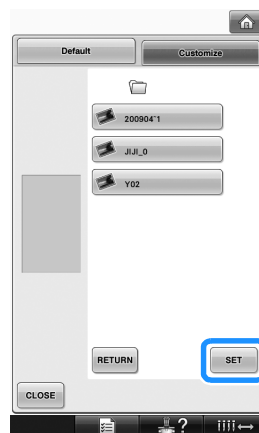 Default
Customize
200904~1
JIJI_0
Y02
RETURN
SET
CLOSE
?